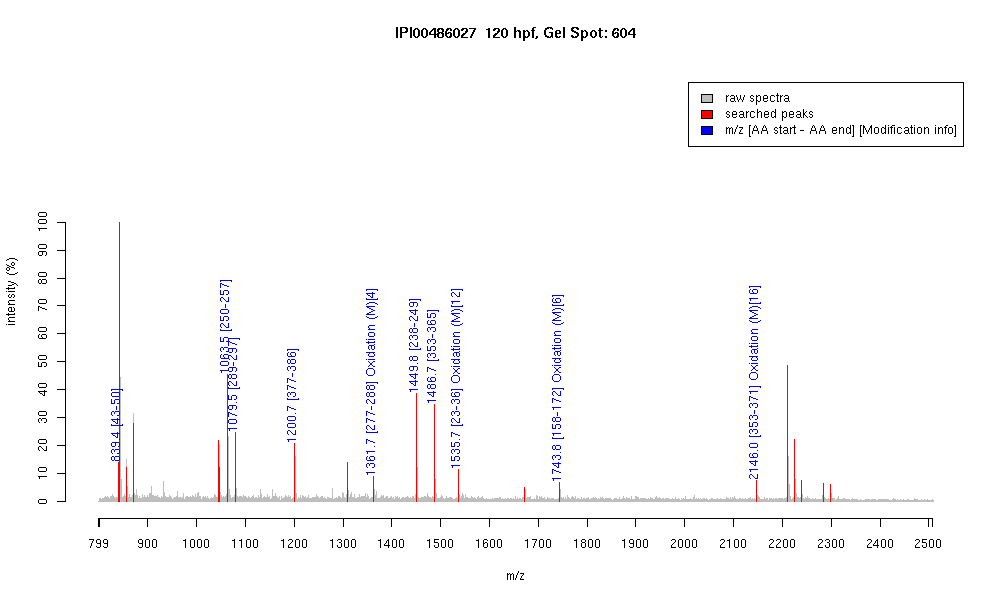 IPI00486027 120 hpf, Gel Spot: 604
raw spectra
searched peaks
m/z [AA start - AA end] [Modification info]
intensity (%)
100
90
80
70
60
50
40
30
20
10
0
839.4 [43-50]
1063.5 [250-257]
1079.5 [289-297]
1200.7 [377-386]
1361.7 [277-288] Oxidation (M)[4]
1449.8 [238-249]
1486.7 [353-365]
1535.7 [23-36] Oxidation (M)[12]
1743.8 [158-172] Oxidation (M)[6]
2146.0 [353-371] Oxidation (M)[16]
799 900 1000 1100 1200 1300 1400 1500 1600 1700 1800 1900 2000 2100 2200 2300 2400 2500
m/z